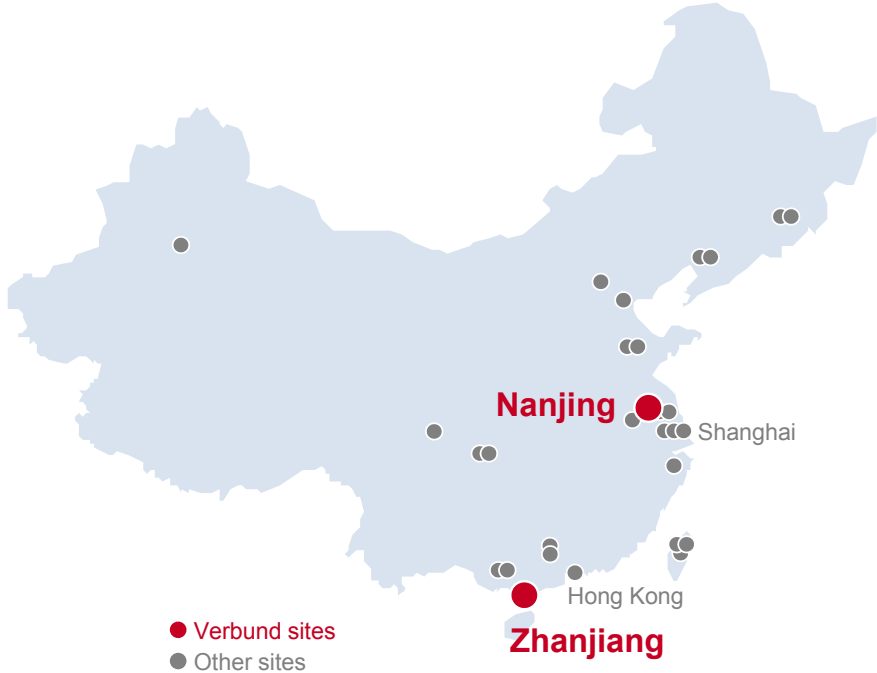 Nanjing
Shanghai
Hong Kong
Zhanjiang
Verbund sites
Other sites